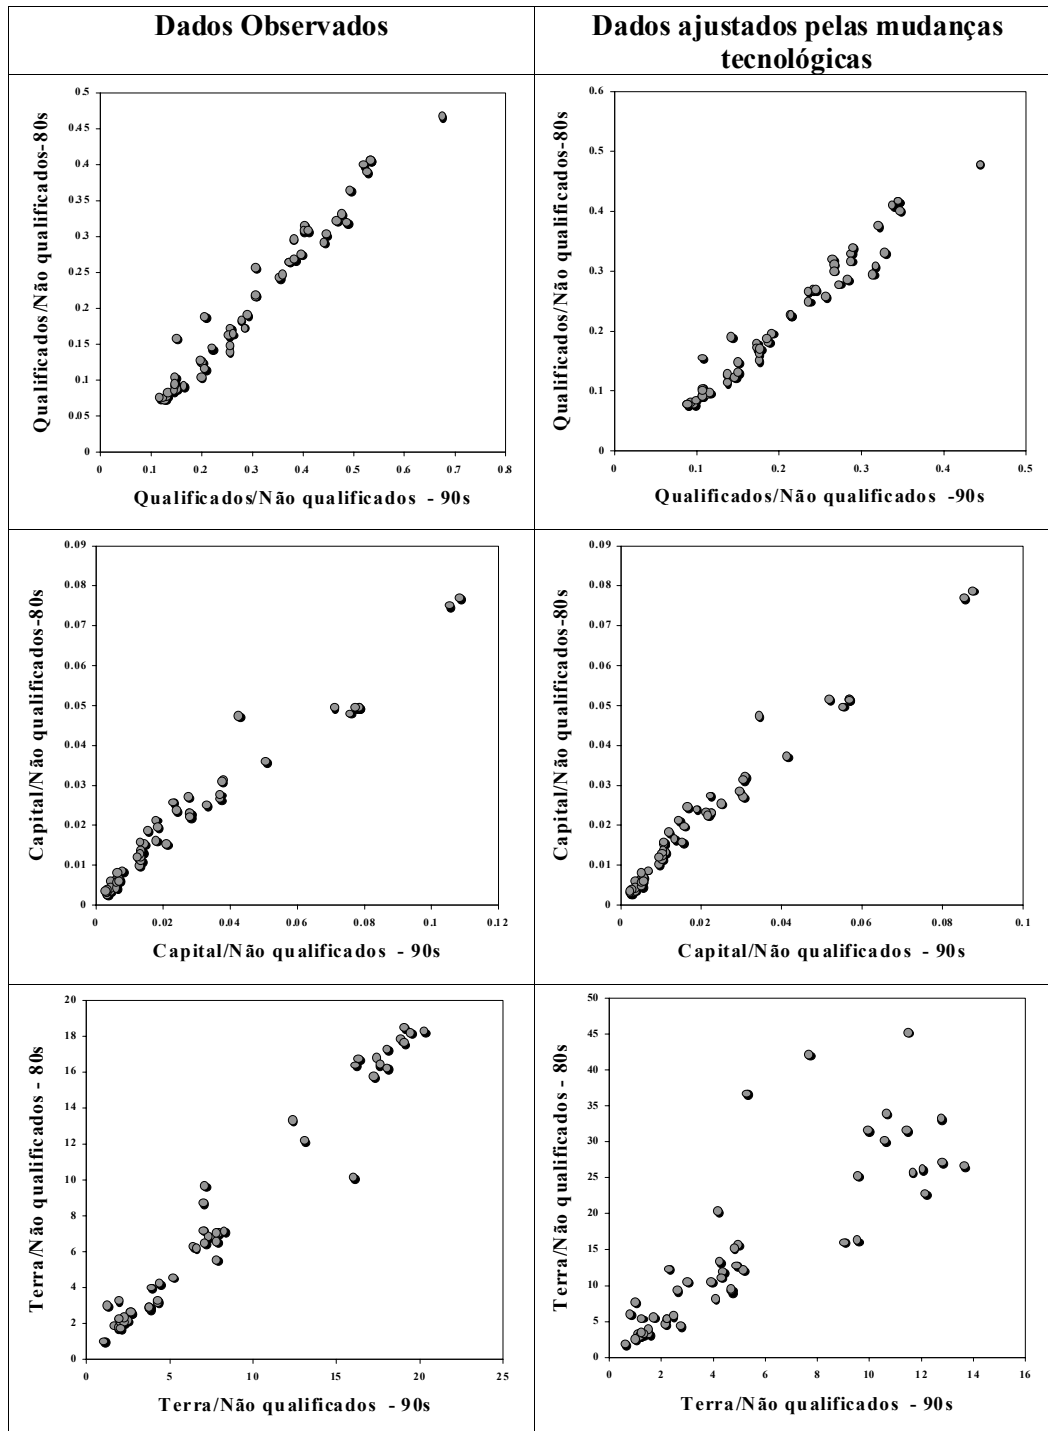 Dados Observados
Dados ajustados pelas mudanças
tecnológicas
Qualificados/Não qualificados-80s
0.5
0.45
0.4
0.35
0.3
0.25
0.2
0.15
0.1
0.05
0
0 0.1 0.2 0.3 0.4 0.5 0.6 0.7 0.8
Qualificados/Não qualificados - 90s
Qualificados/Não qualificados-80s
0.6
0.5
0.4
0.3
0.2
0.1
0
0 0.1 0.2 0.3 0.4 0.5
Qualificados/Não qualificados -90s
Capital/Não qualificados-80s
0.09
0.08
0.07
0.06
0.05
0.04
0.03
0.02
0.01
0
0 0.02 0.04 0.06 0.08 0.1 0.12
Capital/Não qualificados - 90s
Capital/Não qualificados-80s
0.09
0.08
0.07
0.06
0.05
0.04
0.03
0.02
0.01
0
0 0.02 0.04 0.06 0.08 0.1
Capital/Não qualificados - 90s
Terra/Não qualificados - 80s
20
18
16
14
12
10
8
6
4
2
0
0 5 10 15 20 25
Terra/Não qualificados - 90s
Terra/Não qualificados - 80s
50
45
40
35
30
25
20
15
10
5
0
0 2 4 6 8 10 12 14 16
Terra/Não qualificados - 90s